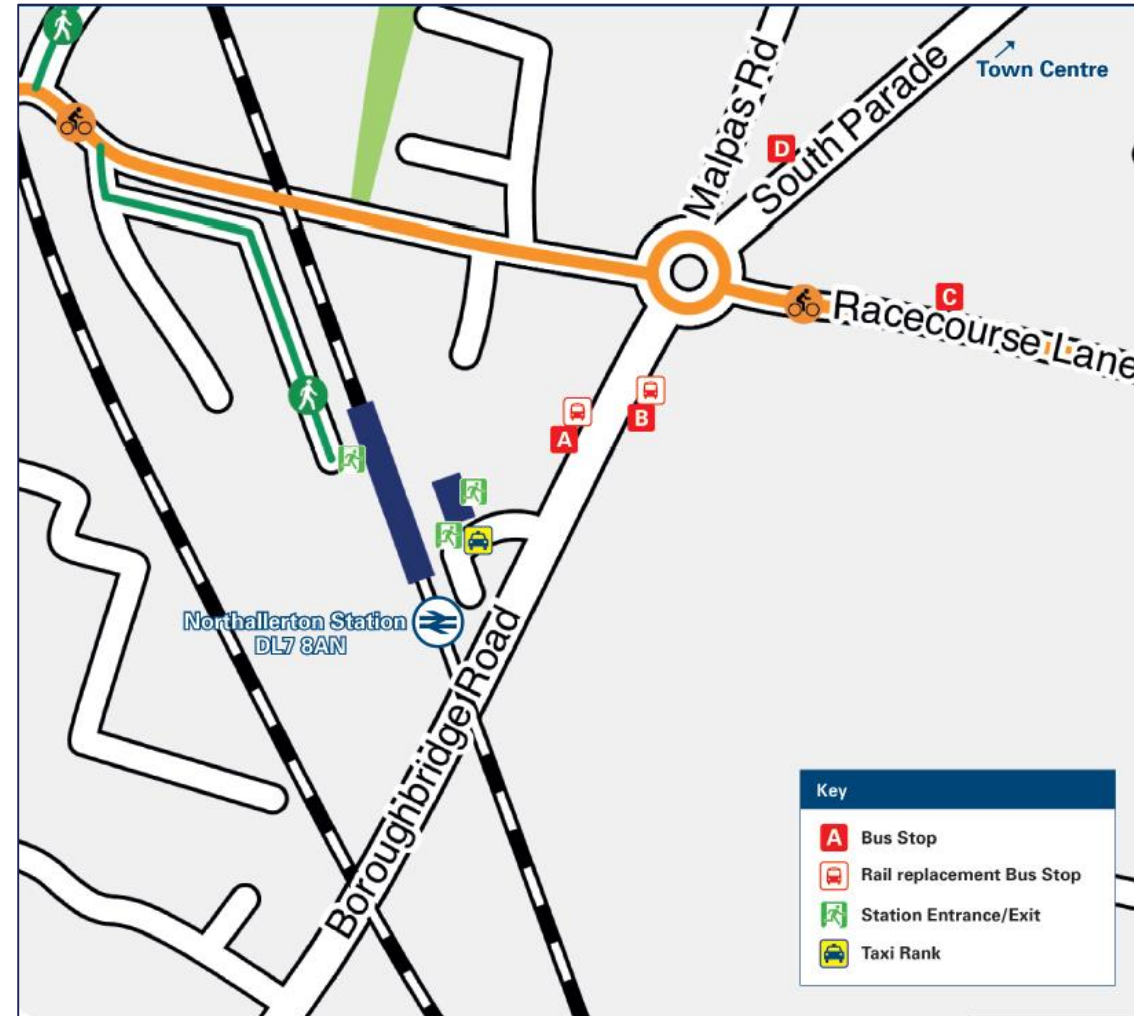 Malpas Rd
South Parade
Town Centre
D
C
Racecourse Lane
A
B
Northallerton Station
DL7 8AN
Boroughbridge Road
Key
A Bus Stop
Rail replacement Bus Stop
Station Entrance/Exit
Taxi Rank